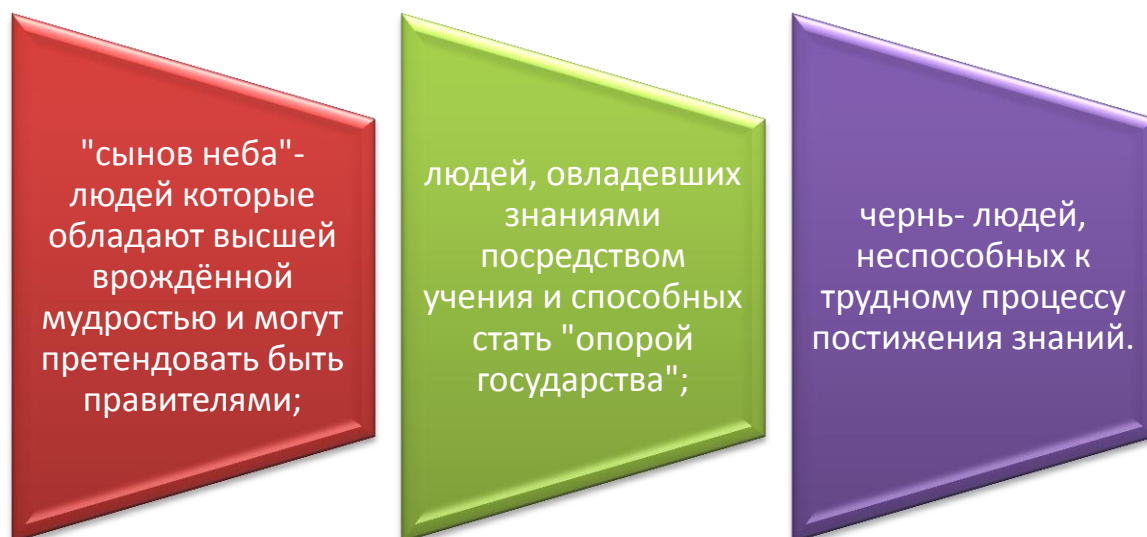 "сынов неба"-
людей которые
обладают высшей
врождённой
мудростью и могут
претендовать быть
правителями;
людей, овладевших
знаниями
посредством
учения и способных
стать "опорой
государства";
чернь- людей,
неспособных к
трудному процессу
постижения знаний.